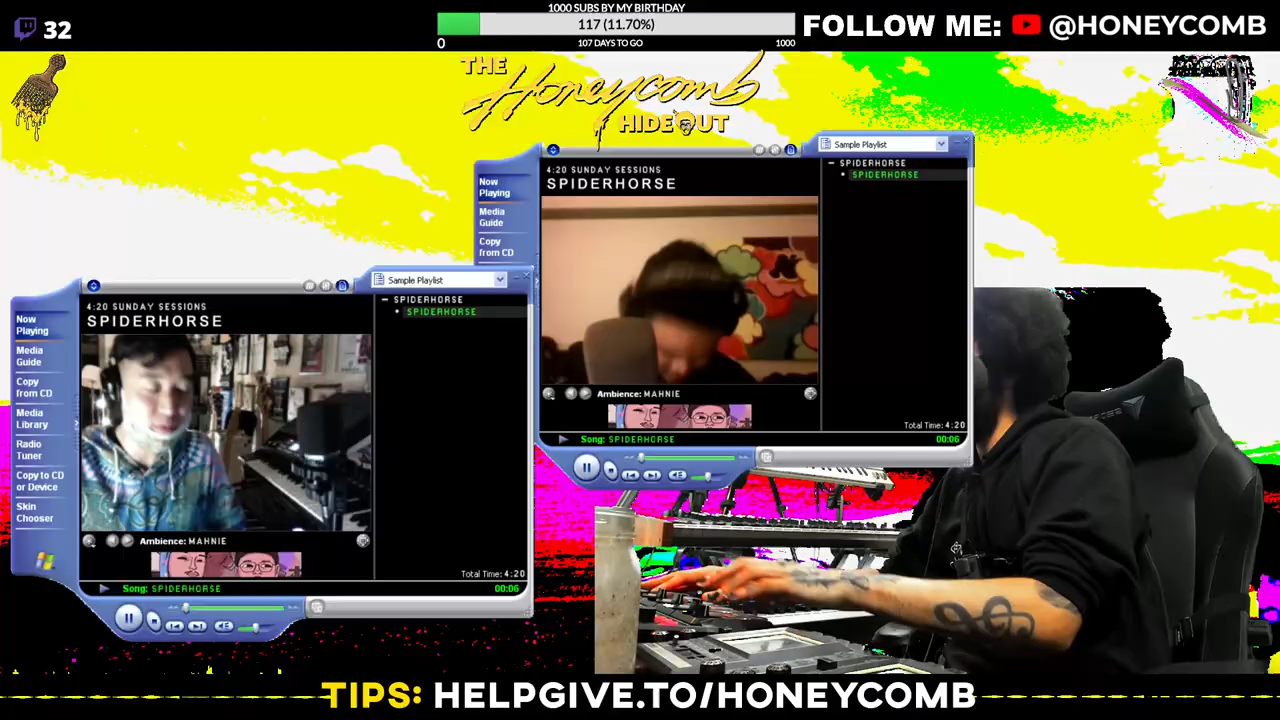 32
1000 SUBS BY MY BIRTHDAY
117 (11.70%)
0
107 DAYS TO GO
1000
FOLLOW ME: @HONEYCOMB
THE
Honeycomb
HIDEOUT
Sample Playlist
4:20 SUNDAY SESSIONS
SPIDERHORSE
Now
Playing
Media
Guide
Copy
from CD
SPIDERHORSE
SPIDERHORSE
Ambience: MAHNIE
Total Time: 4:20
Song: SPIDERHORSE
00:06
Sample Playlist
4:20 SUNDAY SESSIONS
SPIDERHORSE
Now
Playing
Media
Guide
Copy
from CD
Media
Library
Radio
Tuner
Copy to CD
or Device
Skin
Chooser
SPIDERHORSE
SPIDERHORSE
Ambience: MAHNIE
Total Time: 4:20
Song: SPIDERHORSE
00:06
TIPS: HELPGIVE.TO/HONEYCOMB